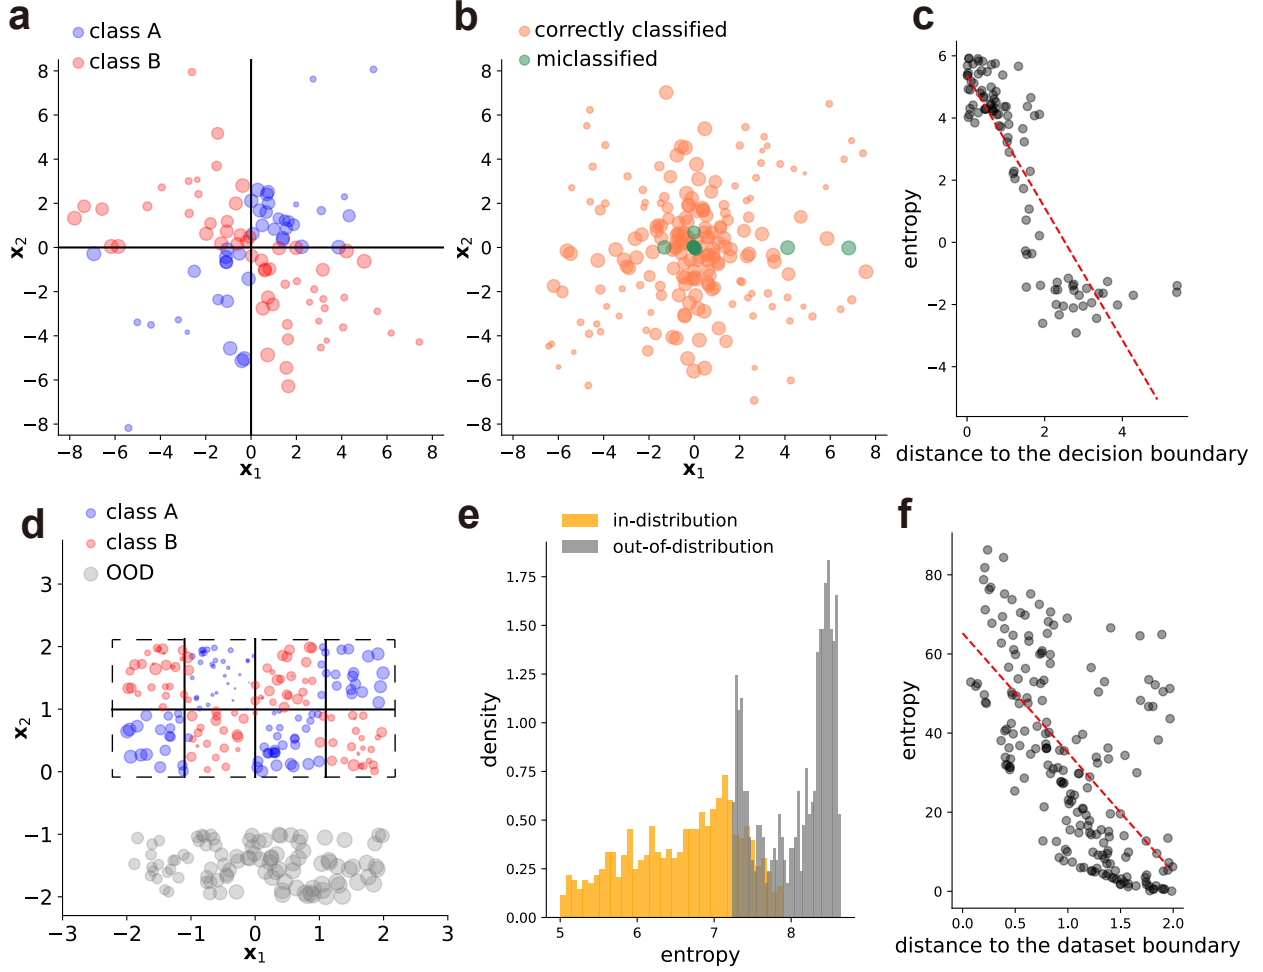 a
class A
class B
8
6
4
2
0
−2
−4
−6
−8
x₂
−8 −6 −4 −2 0 2 4 6 8
x₁
b
correctly classified
miclassified
8
6
4
2
0
−2
−4
−6
−8
x₂
−8 −6 −4 −2 0 2 4 6 8
x₁
c
6
4
2
0
−2
−4
entropy
0 2 4
distance to the decision boundary
d
class A
class B
OOD
3
2
1
0
−1
−2
x₂
−3 −2 −1 0 1 2 3
x₁
e
in-distribution
out-of-distribution
1.75
1.50
1.25
1.00
0.75
0.50
0.25
0.00
density
5 6 7 8
entropy
f
80
60
40
20
0
entropy
0.0 0.5 1.0 1.5 2.0
distance to the dataset boundary